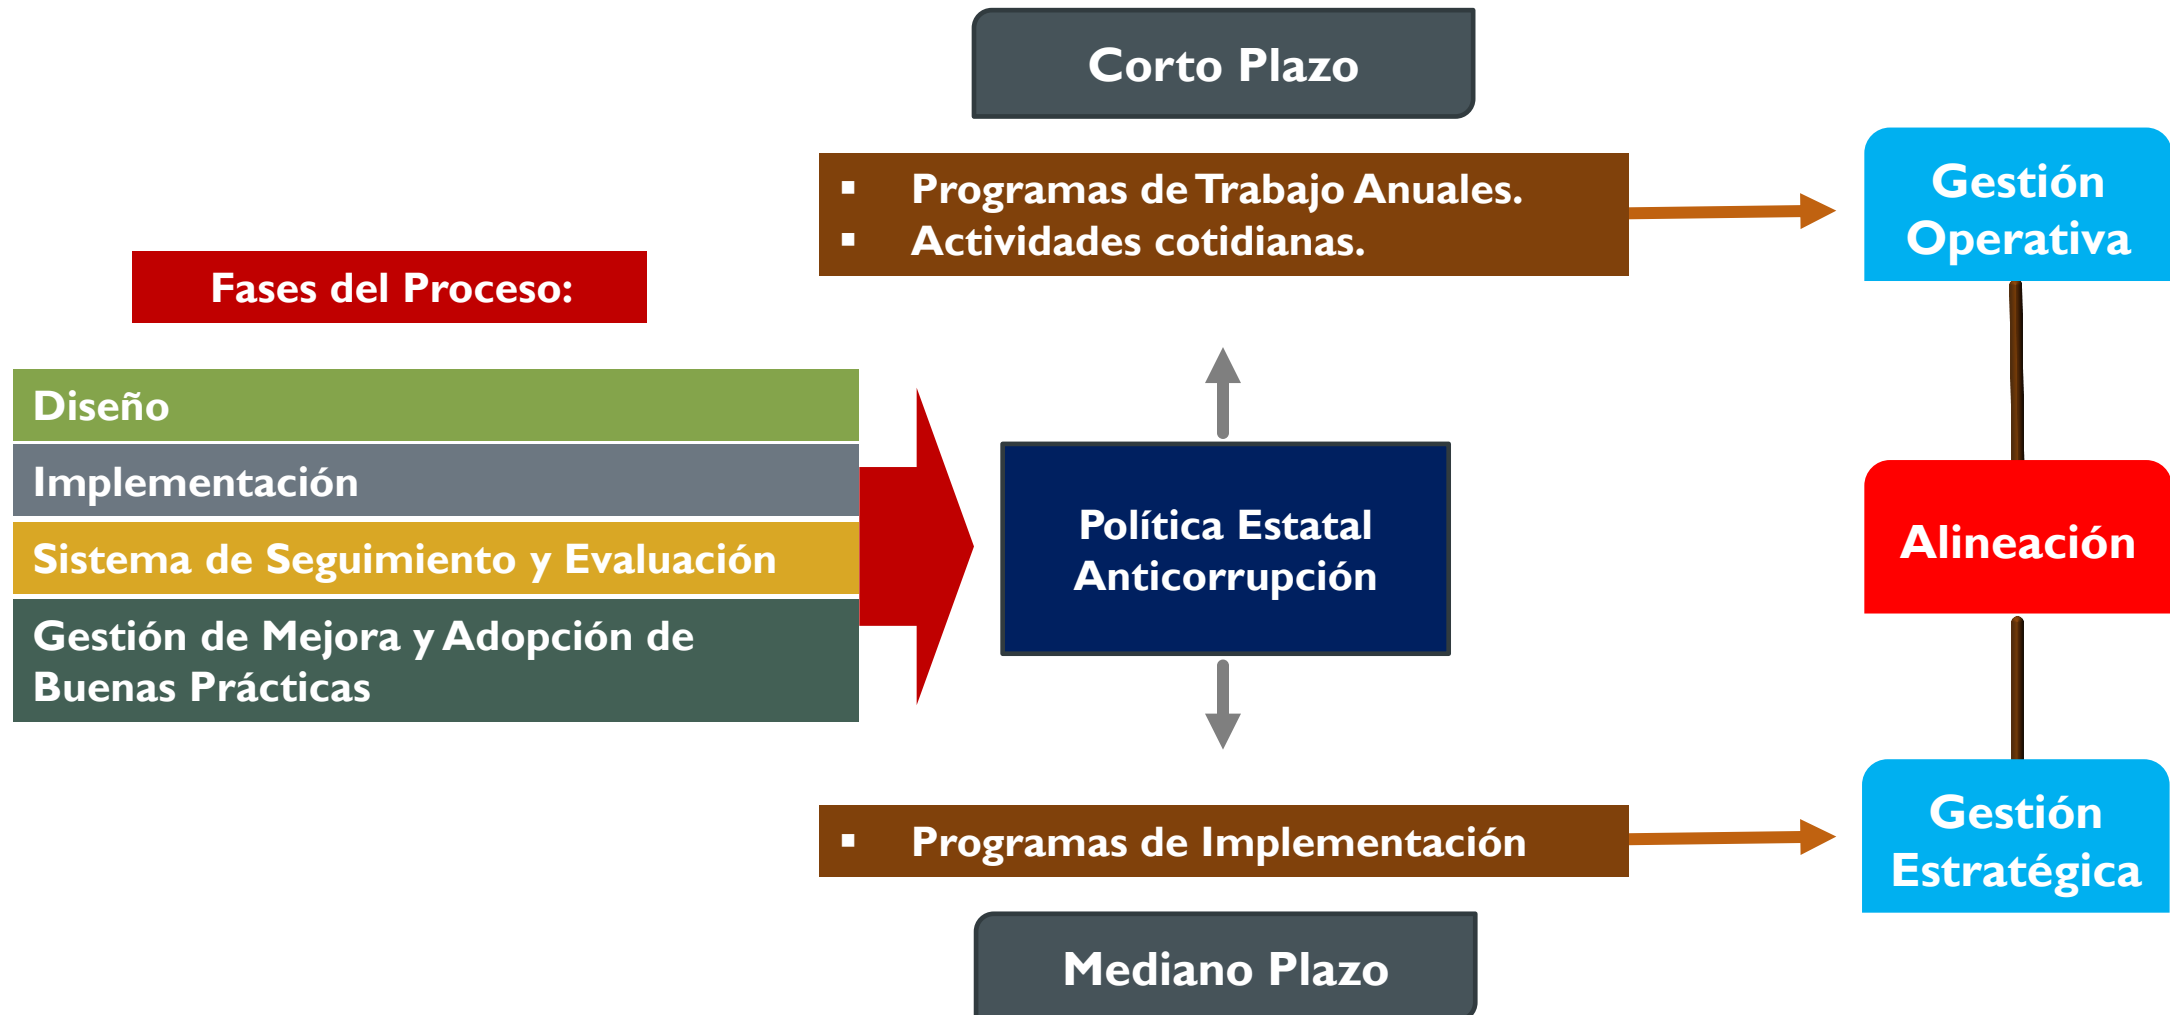 Corto Plazo
▪ Programas de Trabajo Anuales.
▪ Actividades cotidianas.
Gestión
Operativa
Fases del Proceso:
Diseño
Implementación
Sistema de Seguimiento y Evaluación
Gestión de Mejora y Adopción de
Buenas Prácticas
Política Estatal
Anticorrupción
Alineación
▪ Programas de Implementación
Gestión
Estratégica
Mediano Plazo